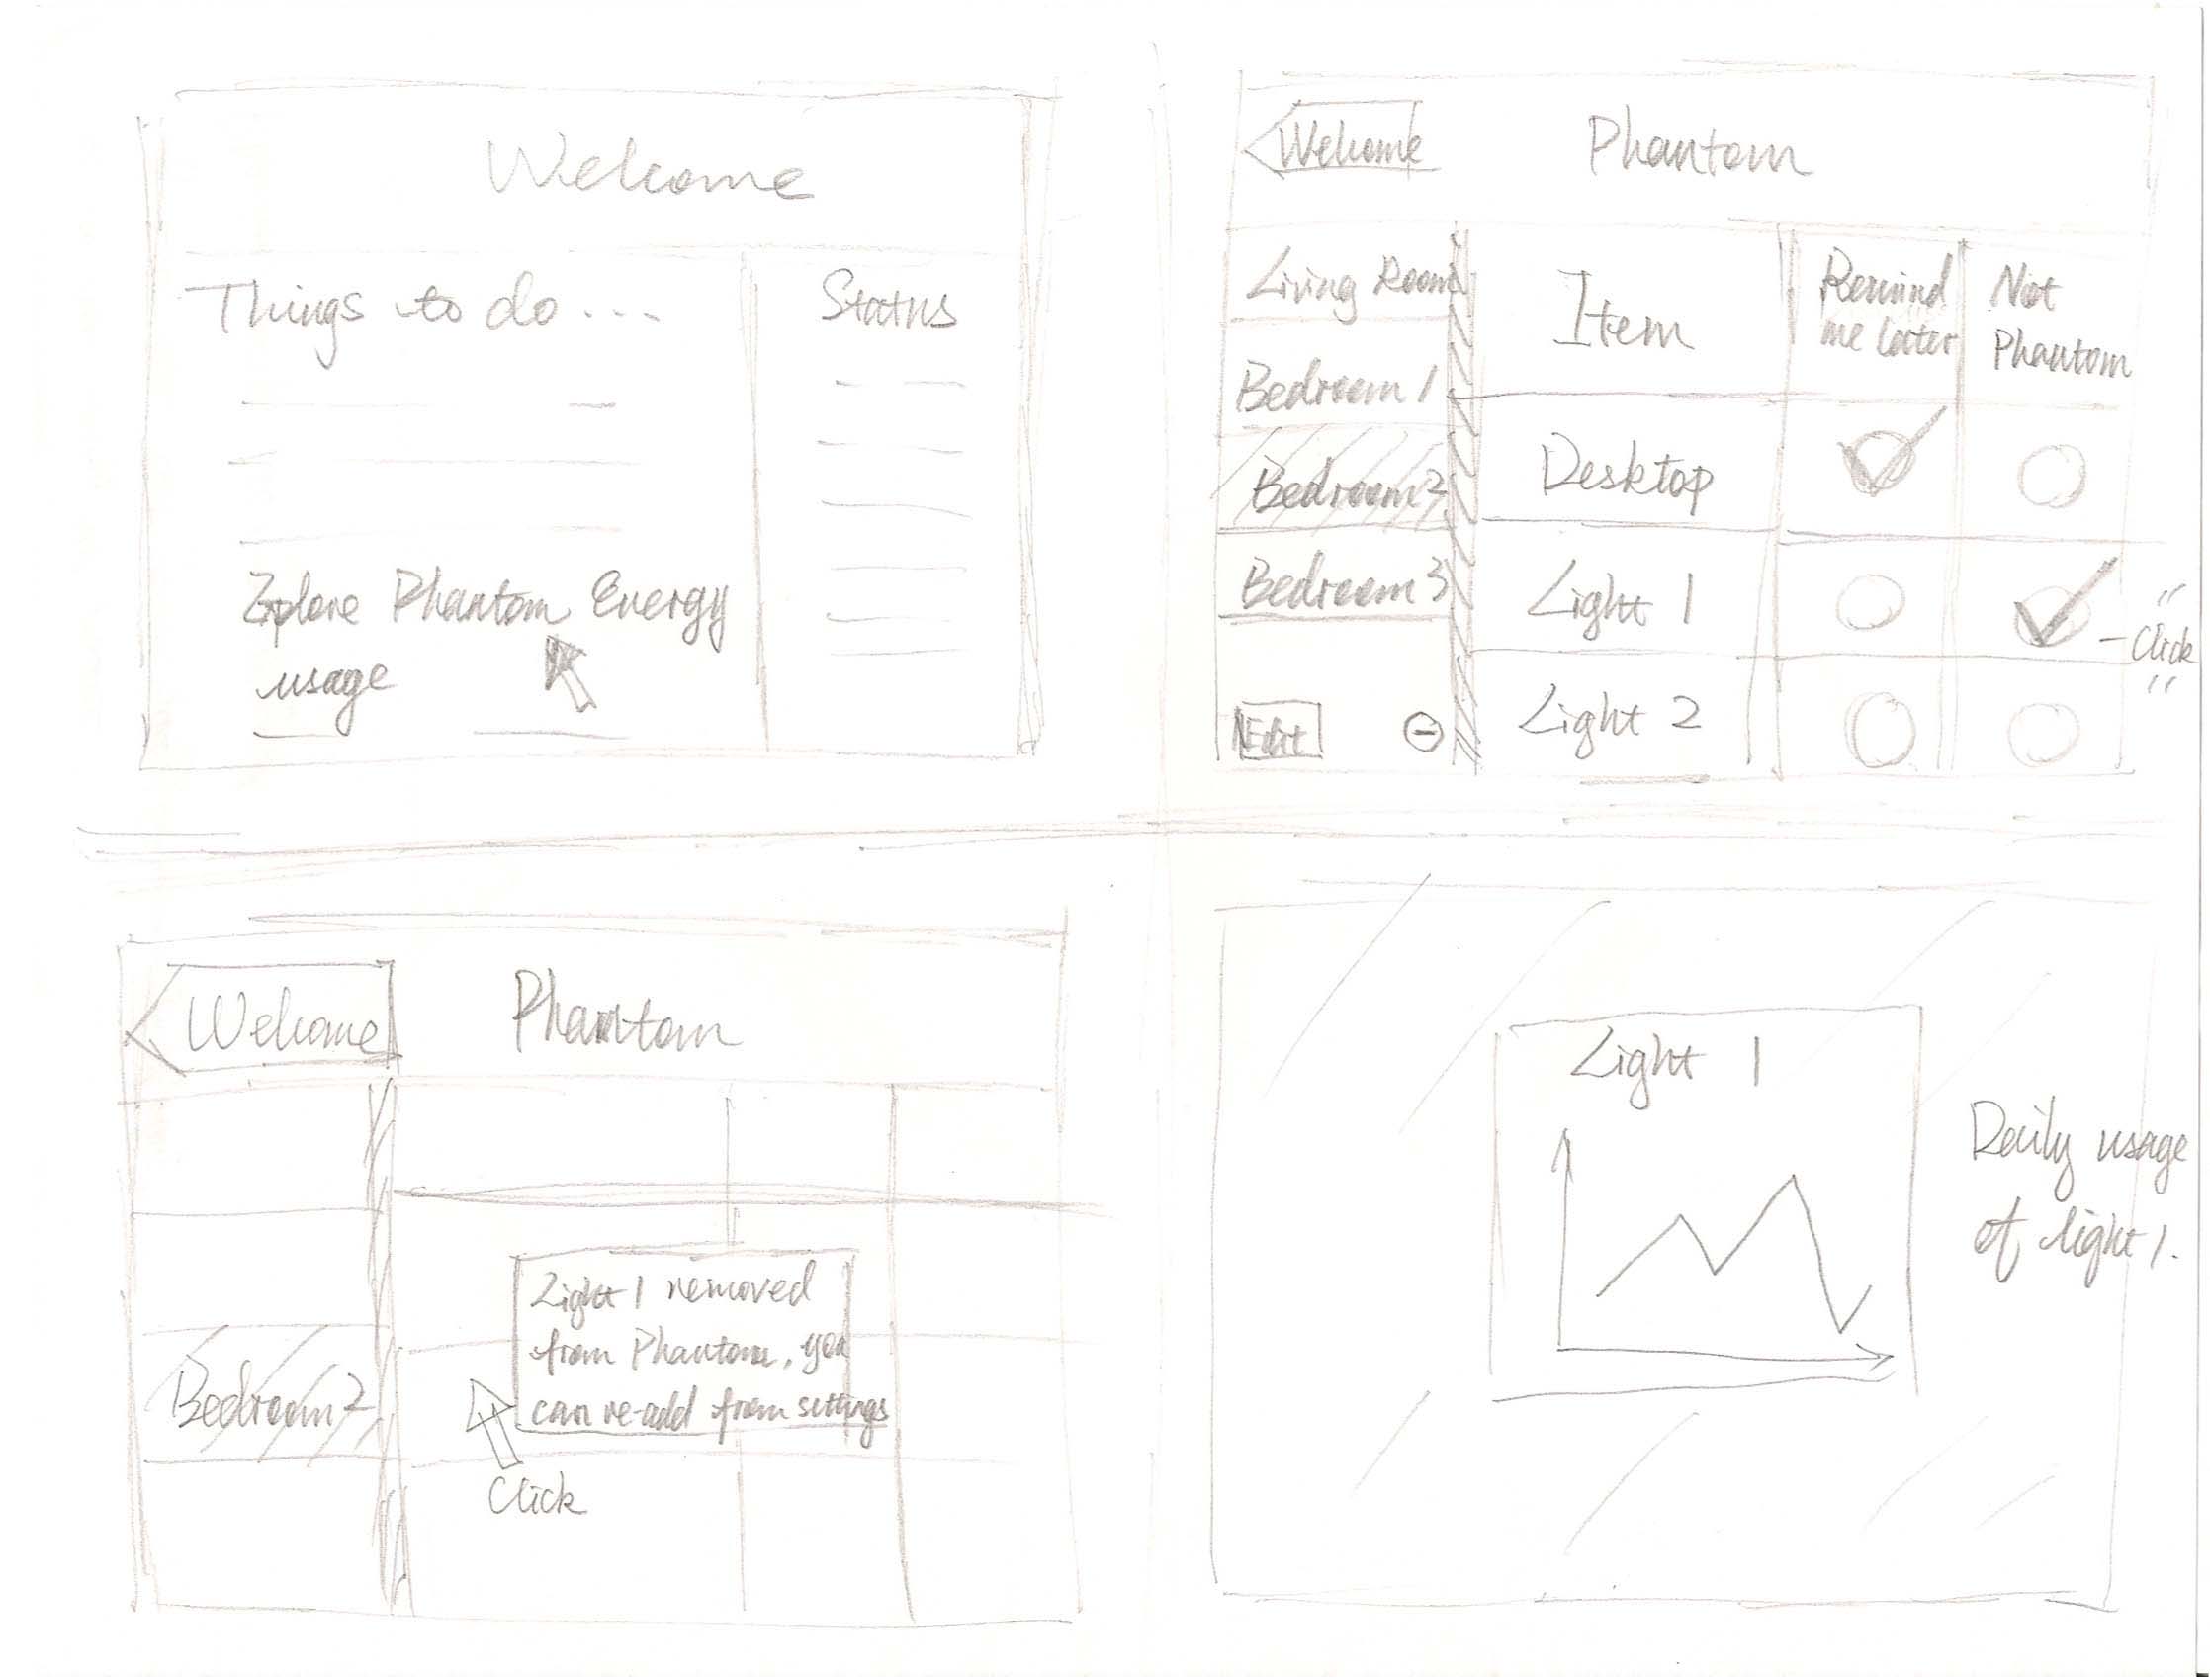 Welcome
Things to do ...
Status
Explore Phantom Energy
usage
Welcome
Phantom
Living Room
Bedroom 1
Bedroom 2
Bedroom 3
Edit
Item
Remind
me later
Not
Phantom
Desktop
Light 1
"
- Click
"
Light 2
Welcome
Phantom
Bedroom 2
Light 1 removed
from Phantom, you
can re-add from settings
Click
Light 1
Daily usage
of light 1.